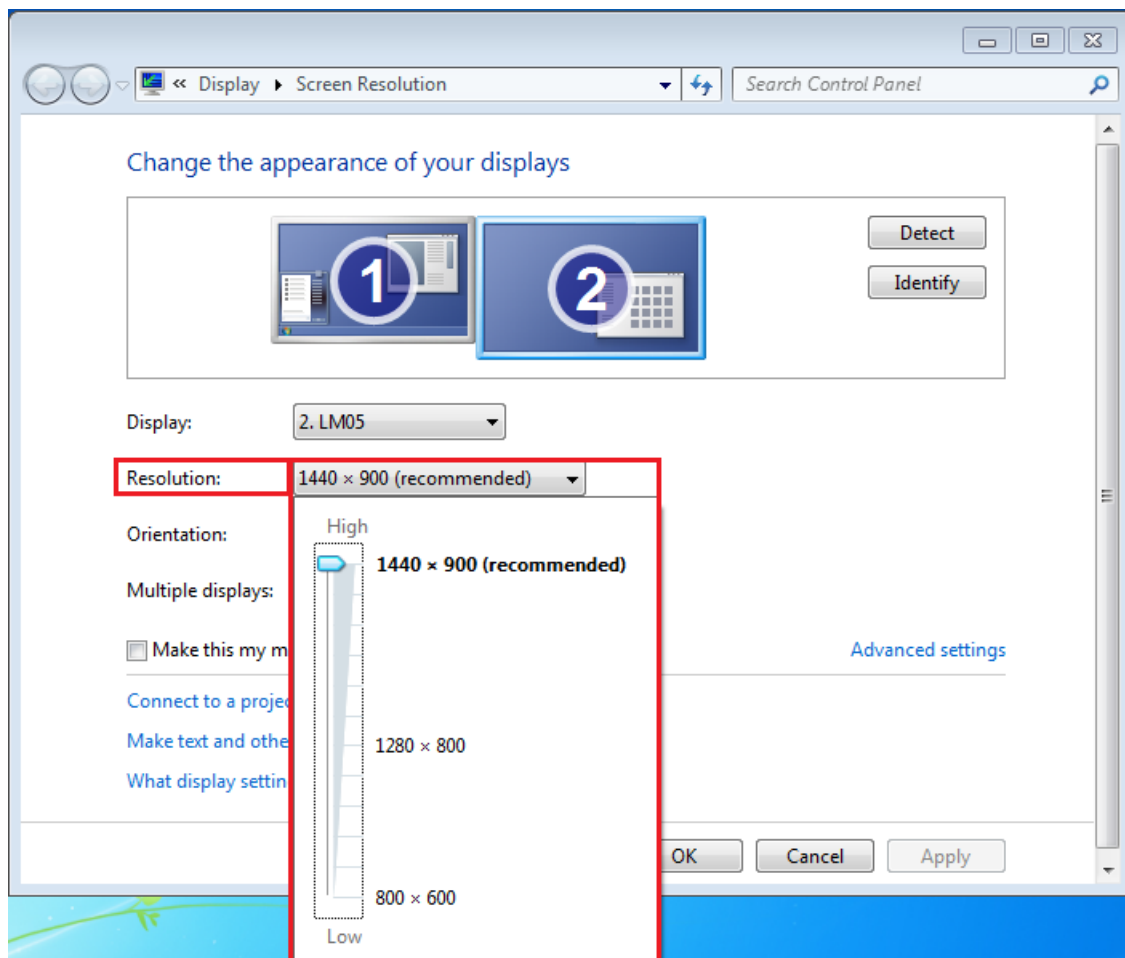 « Display ▸ Screen Resolution
Search Control Panel
Change the appearance of your displays
1
2
Detect
Identify
Display:
2. LM05
Resolution:
1440 × 900 (recommended)
Orientation:
High
1440 × 900 (recommended)
Multiple displays:
Make this my m
Advanced settings
Connect to a projec
Make text and othe
1280 × 800
What display settin
OK
Cancel
Apply
800 × 600
Low